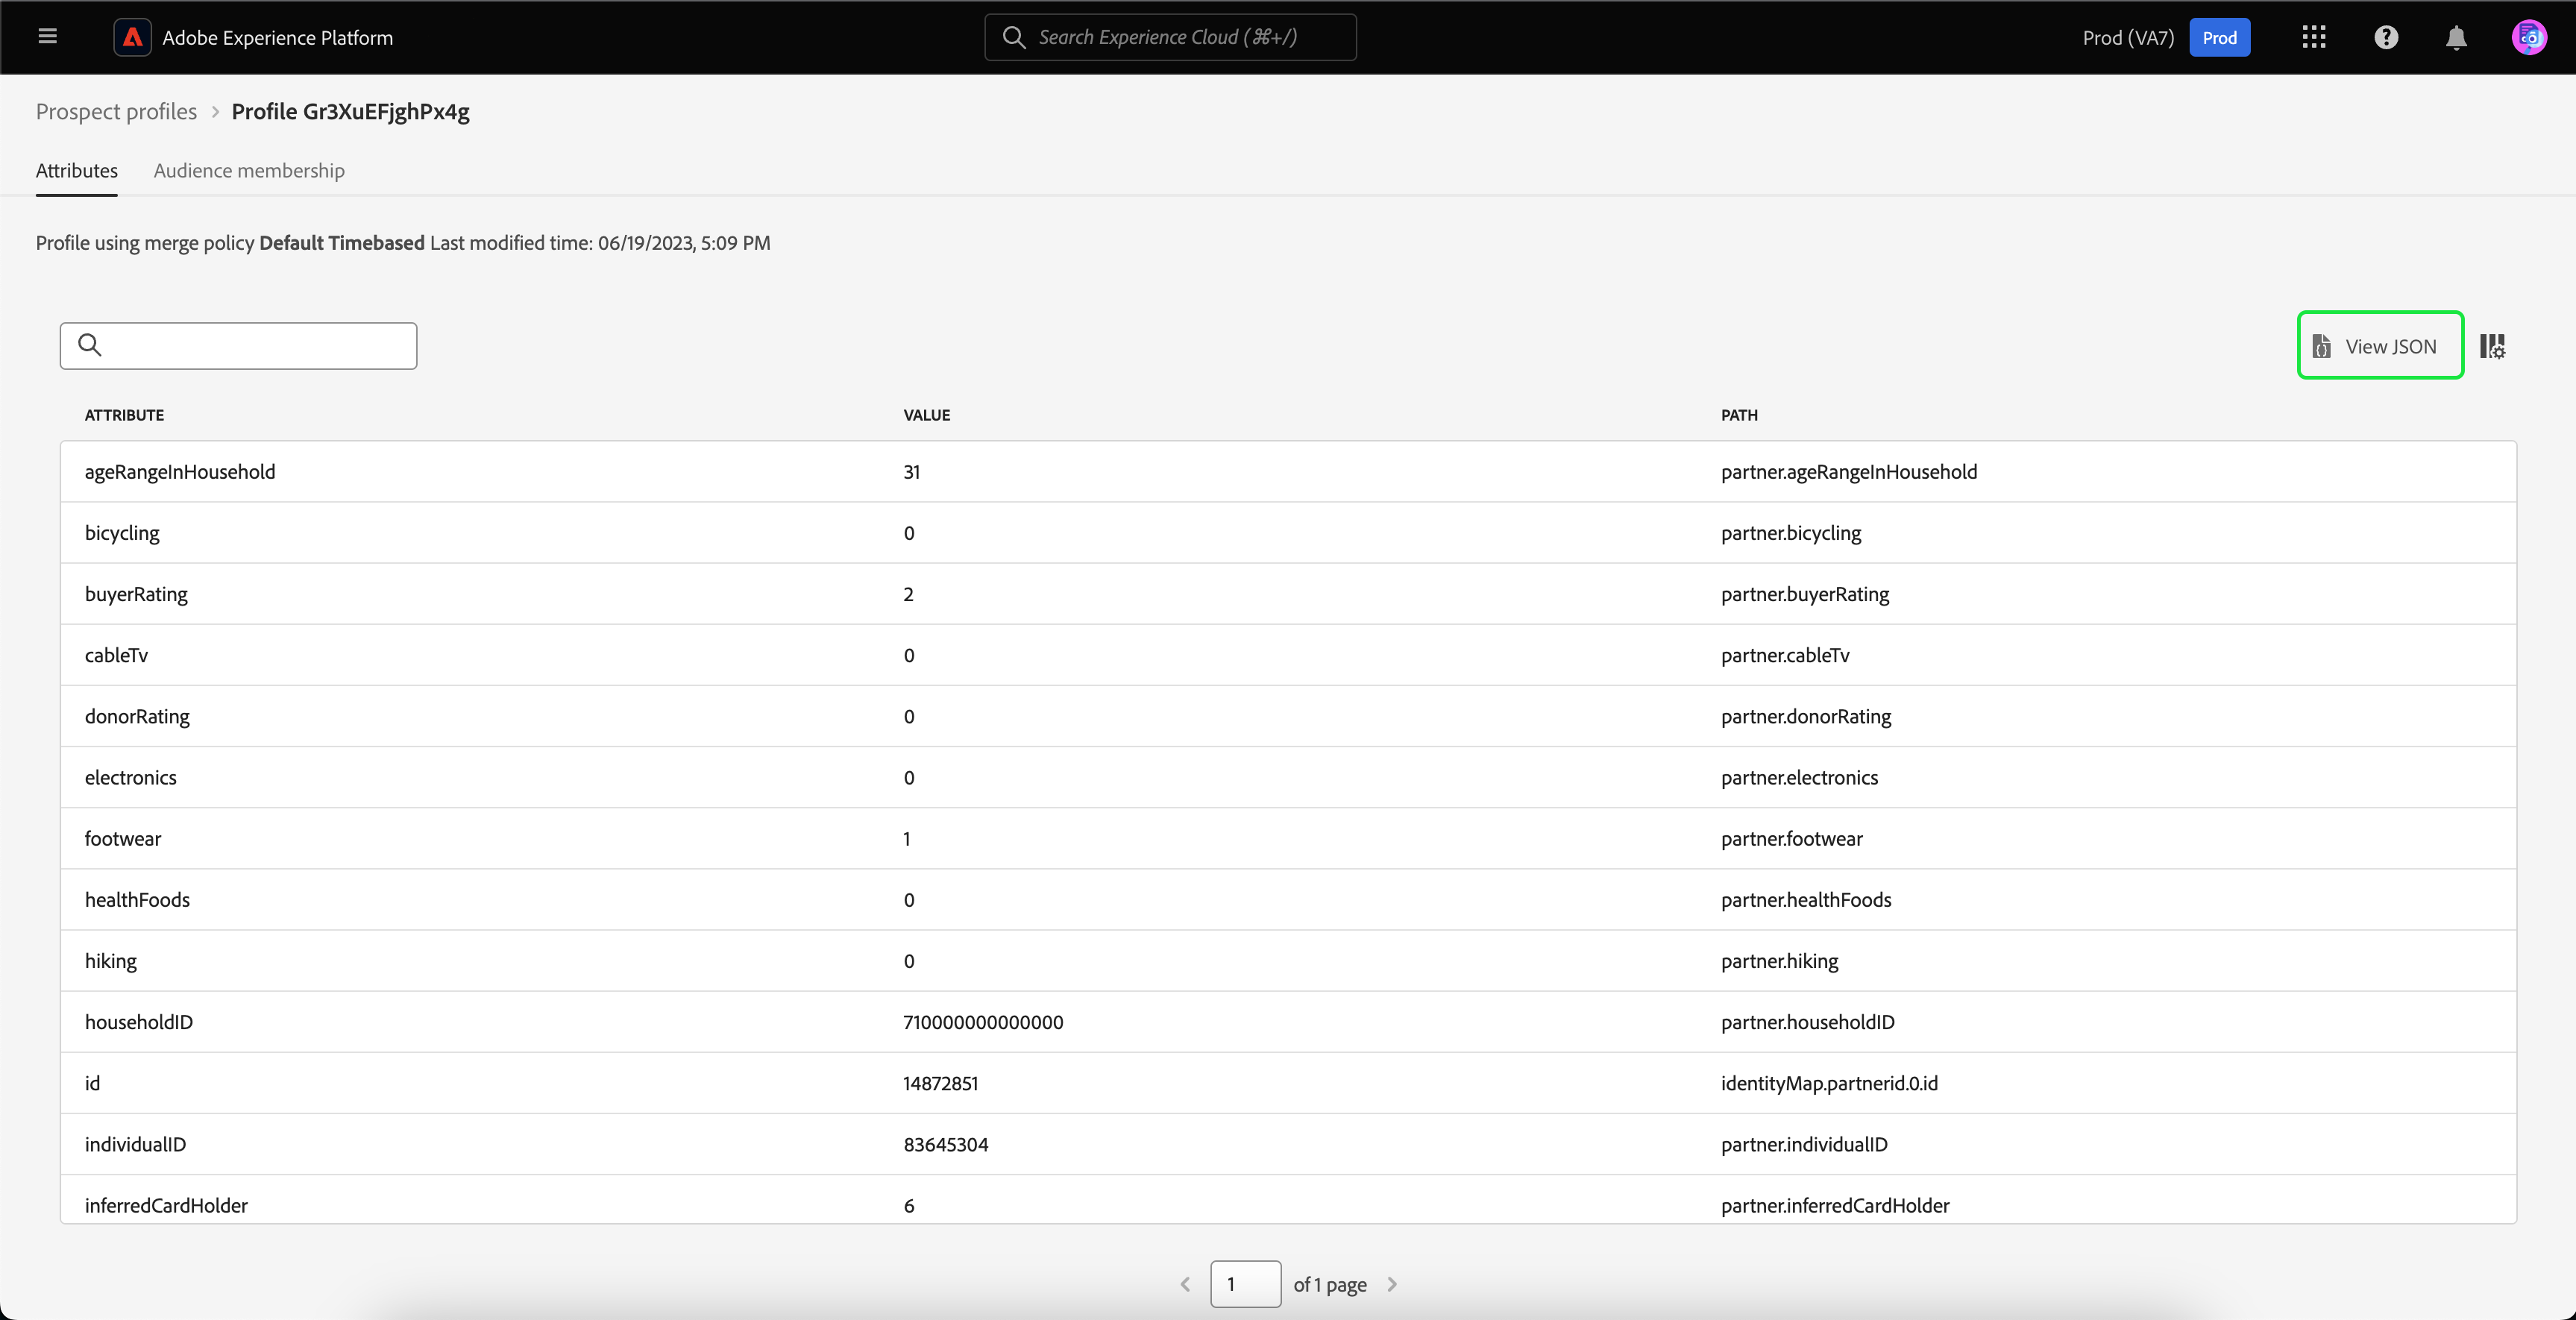 Adobe Experience Platform
Search Experience Cloud (⌘+/)
Prod (VA7)
Prod
Prospect profiles > Profile Gr3XuEFjghPx4g
Attributes
Audience membership
Profile using merge policy Default Timebased Last modified time: 06/19/2023, 5:09 PM
View JSON
ATTRIBUTE VALUE PATH
ageRangeInHousehold 31 partner.ageRangeInHousehold
bicycling 0 partner.bicycling
buyerRating 2 partner.buyerRating
cableTv 0 partner.cableTv
donorRating 0 partner.donorRating
electronics 0 partner.electronics
footwear 1 partner.footwear
healthFoods 0 partner.healthFoods
hiking 0 partner.hiking
householdID 710000000000000 partner.householdID
id 14872851 identityMap.partnerid.0.id
individualID 83645304 partner.individualID
inferredCardHolder 6 partner.inferredCardHolder
1 of 1 page